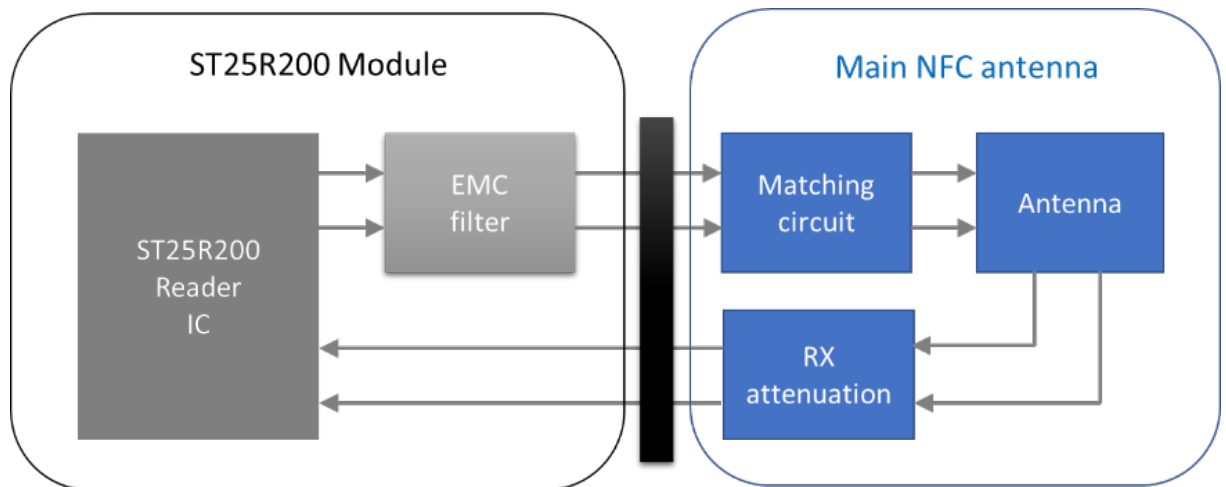 ST25R200 Module
Main NFC antenna
ST25R200
Reader
IC
EMC
filter
Matching
circuit
Antenna
RX
attenuation